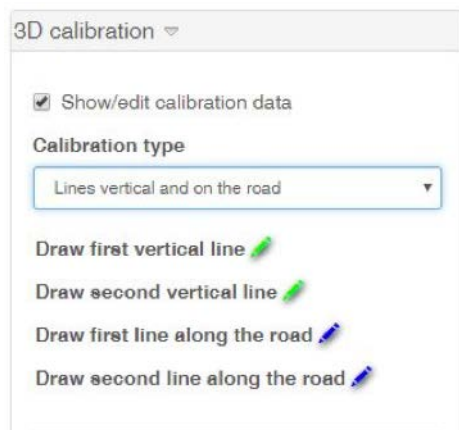 3D calibration
Show/edit calibration data
Calibration type
Lines vertical and on the road
Draw first vertical line
Draw second vertical line
Draw first line along the road
Draw second line along the road